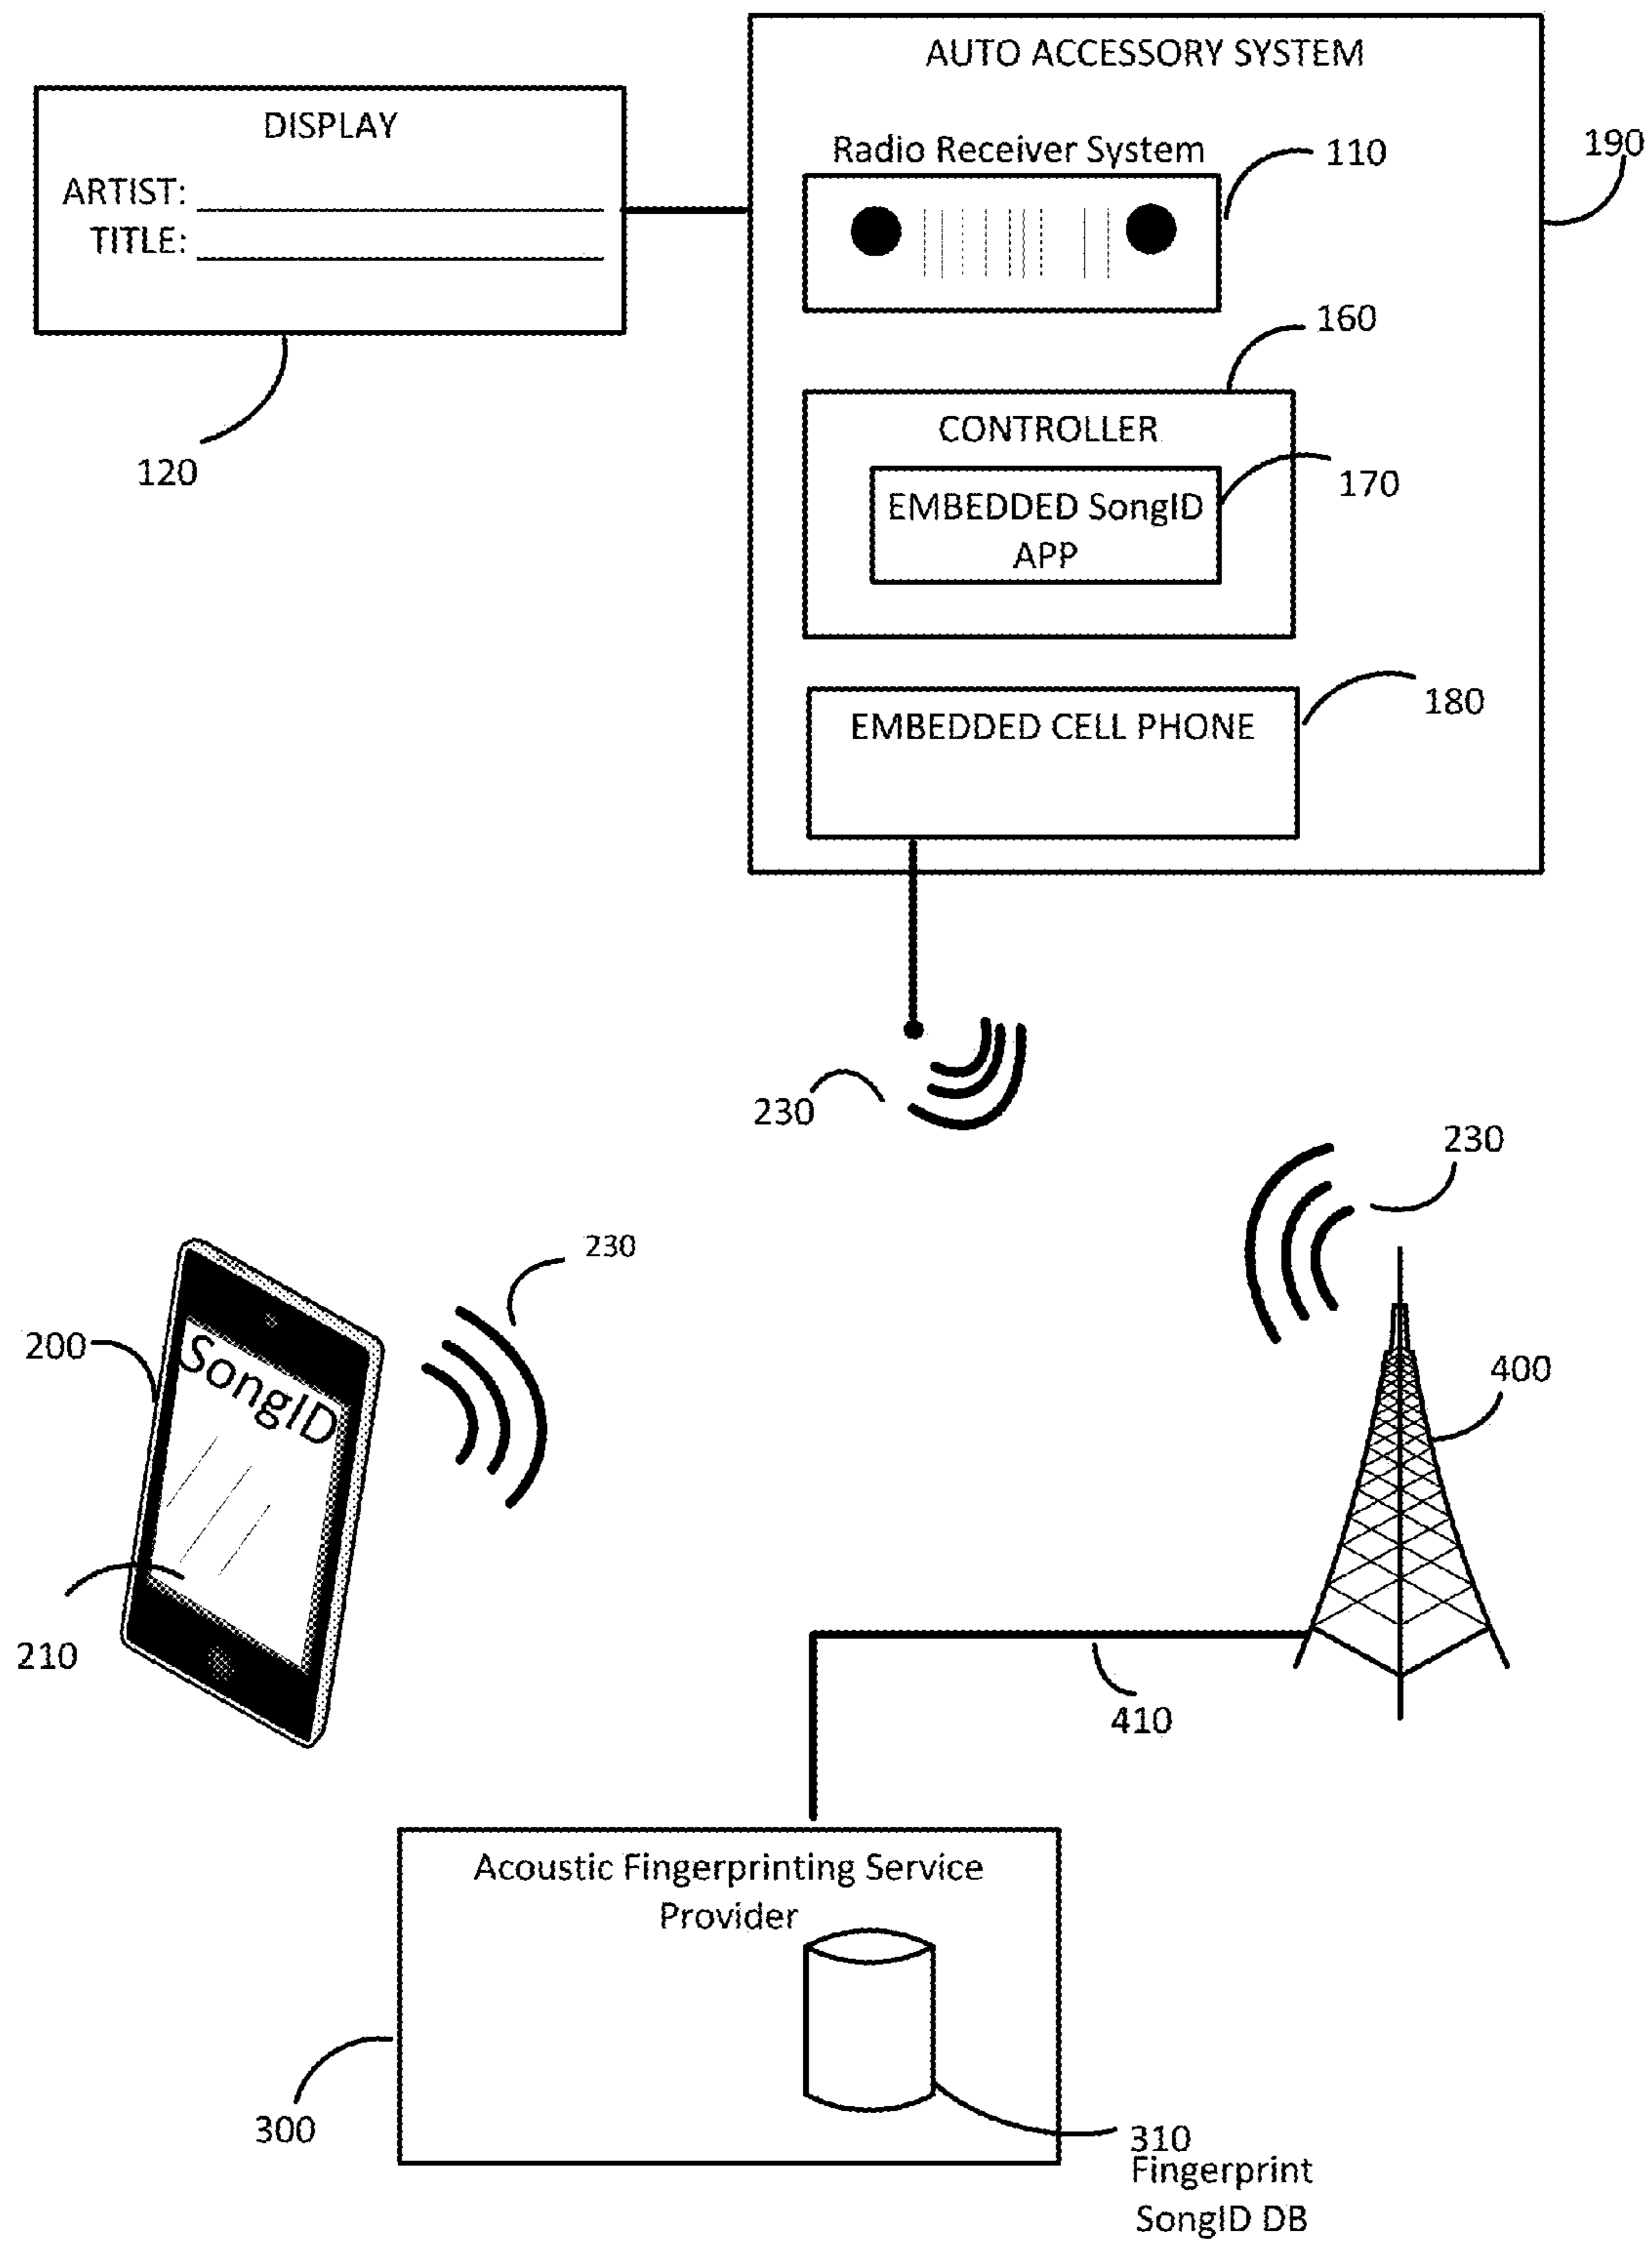 AUTO ACCESSORY SYSTEM
DISPLAY
ARTIST:
TITLE:
120
Radio Receiver System
110
190
160
CONTROLLER
170
EMBEDDED SongID
APP
180
EMBEDDED CELL PHONE
230
230
230
200
SongID
210
400
410
Acoustic Fingerprinting Service
Provider
300
310
Fingerprint
SongID DB